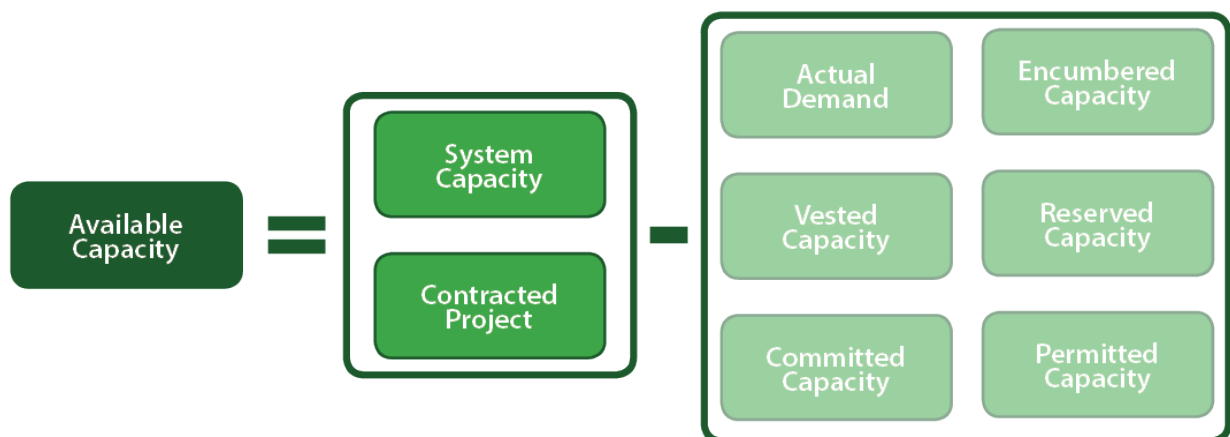 Available
Capacity
=
System
Capacity
Contracted
Project
-
Actual
Demand
Encumbered
Capacity
Vested
Capacity
Reserved
Capacity
Committed
Capacity
Permitted
Capacity